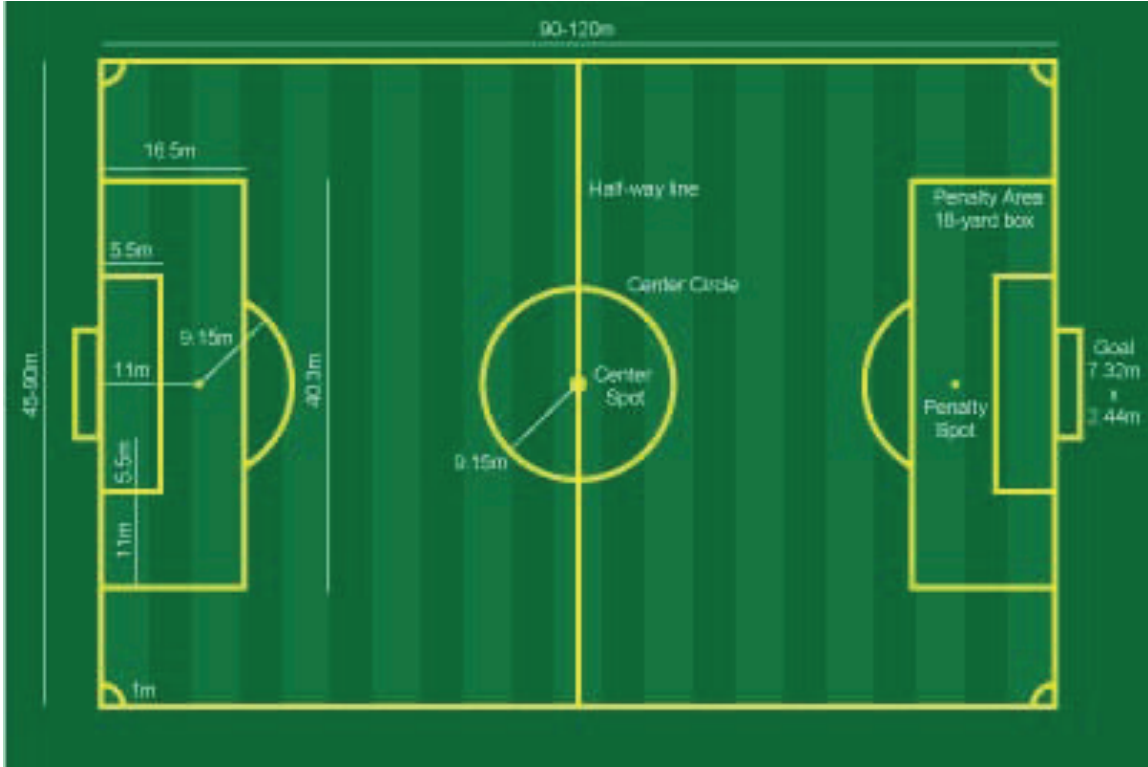 90-120m
16.5m
Half-way line
Penalty Area
18-yard box
5.5m
Center Circle
9.15m
11m
Center
Spot
Goal
7.32m
x
2.44m
45-90m
40.3m
Penalty
Spot
5.5m
9.15m
11m
1m